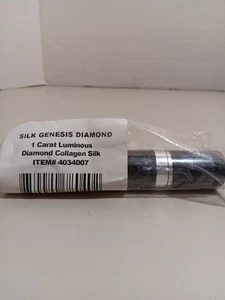 SILK GENESIS DIAMOND
1 Carat Luminous
Diamond Collagen Silk
ITEM# 4034007